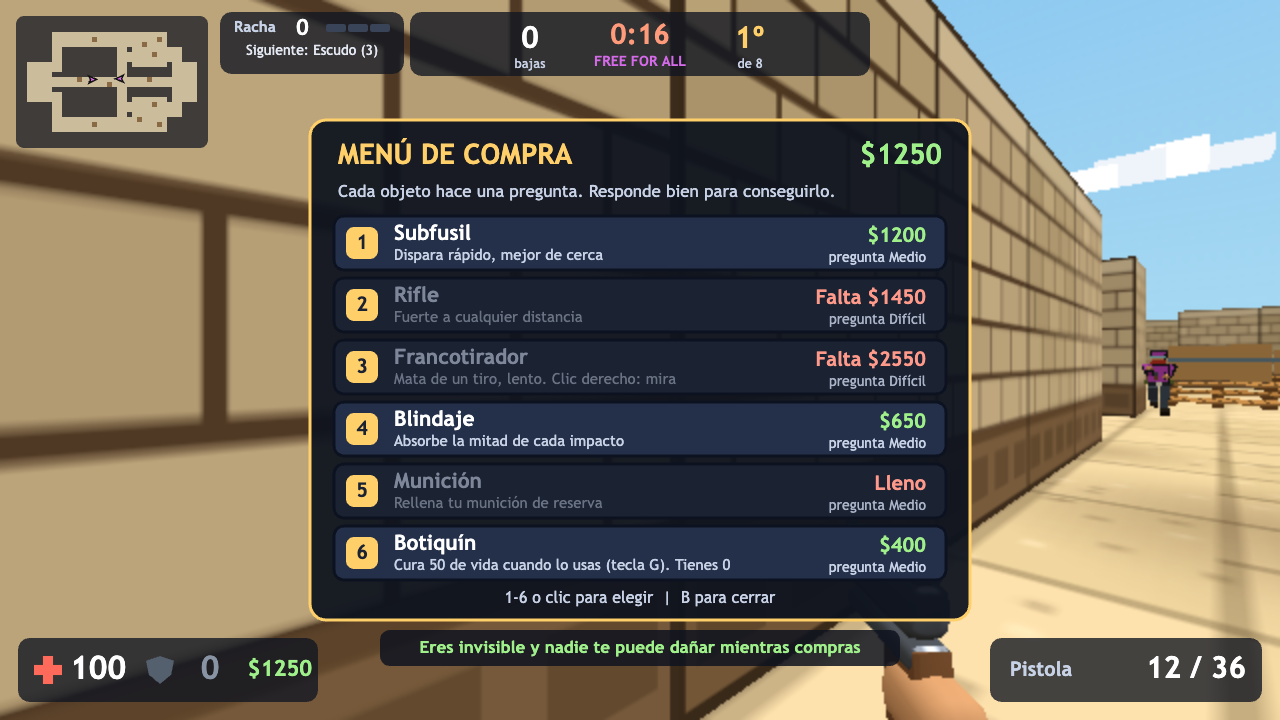 Racha 0
Siguiente: Escudo (3)
0
bajas
0:16
FREE FOR ALL
1º
de 8
MENÚ DE COMPRA
$1250
Cada objeto hace una pregunta. Responde bien para conseguirlo.
1
Subfusil
Dispara rápido, mejor de cerca
$1200
pregunta Medio
2
Rifle
Fuerte a cualquier distancia
Falta $1450
pregunta Difícil
3
Francotirador
Mata de un tiro, lento. Clic derecho: mira
Falta $2550
pregunta Difícil
4
Blindaje
Absorbe la mitad de cada impacto
$650
pregunta Medio
5
Munición
Rellena tu munición de reserva
Lleno
pregunta Medio
6
Botiquín
Cura 50 de vida cuando lo usas (tecla G). Tienes 0
$400
pregunta Medio
1-6 o clic para elegir | B para cerrar
Eres invisible y nadie te puede dañar mientras compras
100
0
$1250
Pistola
12 / 36